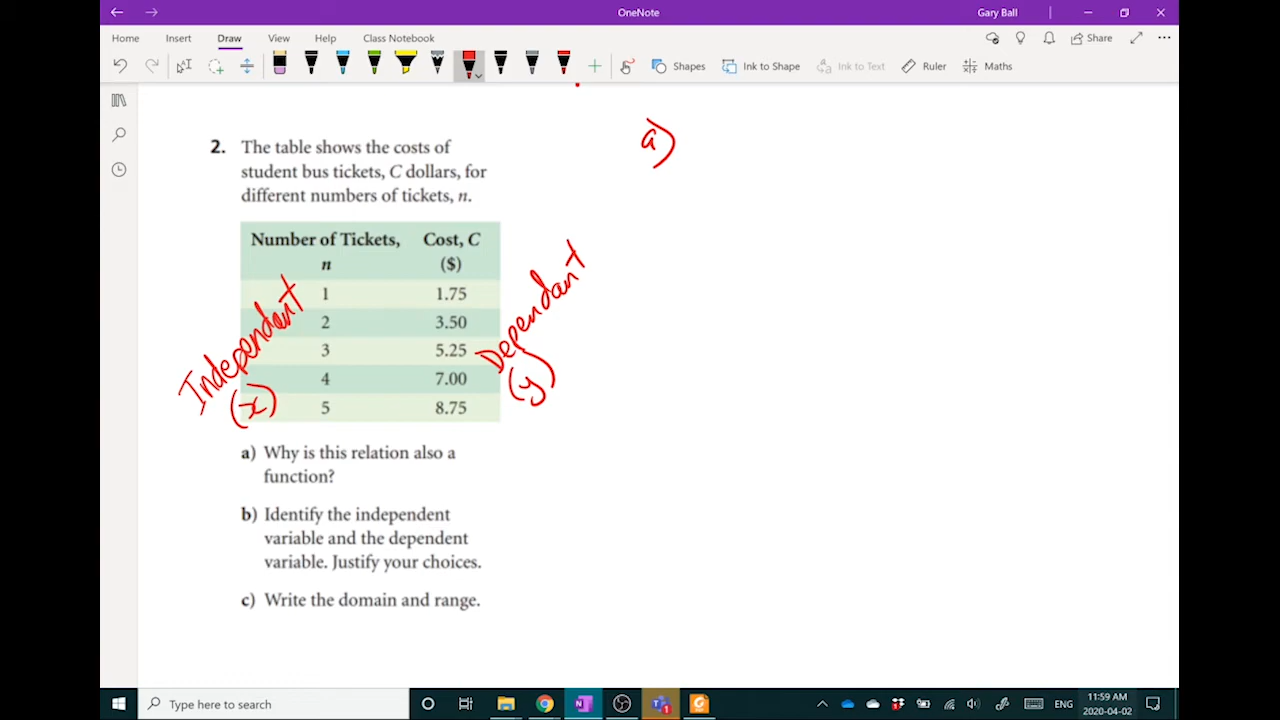 OneNote
Gary Ball
Home Insert Draw View Help Class Notebook
Share
Shapes Ink to Shape Ink to Text Ruler Maths
a)
2. The table shows the costs of
student bus tickets, C dollars, for
different numbers of tickets, n.
Number of Tickets, Cost, C
n ($)
1 1.75
2 3.50
3 5.25
4 7.00
5 8.75
Independent
(x)
Dependant
(y)
a) Why is this relation also a
function?
b) Identify the independent
variable and the dependent
variable. Justify your choices.
c) Write the domain and range.
Type here to search
ENG
11:59 AM
2020-04-02